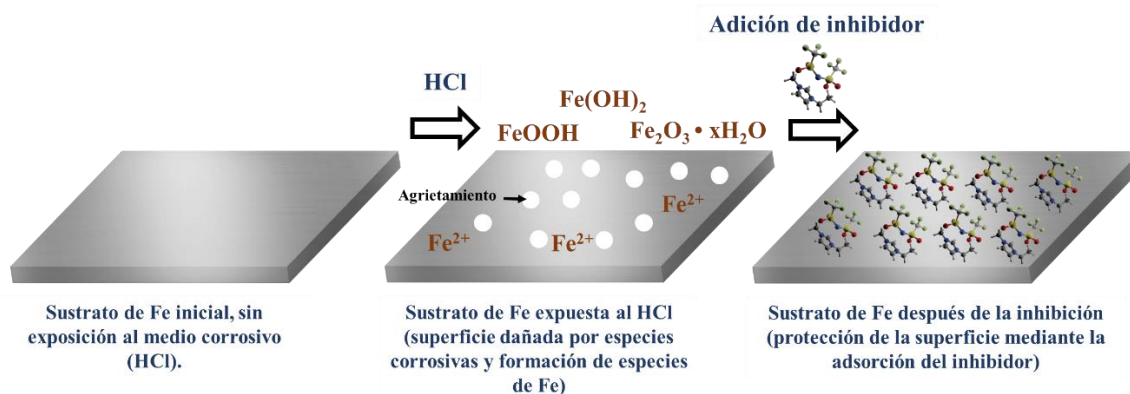 Adición de inhibidor
HCl
Fe(OH)₂
FeOOH
Fe₂O₃ • xH₂O
Agrietamiento
Fe²⁺
Fe²⁺
Fe²⁺
Sustrato de Fe inicial, sin
exposición al medio corrosivo
(HCl).
Sustrato de Fe expuesta al HCl
(superficie dañada por especies
corrosivas y formación de especies
de Fe)
Sustrato de Fe después de la inhibición
(protección de la superficie mediante la
adsorción del inhibidor)